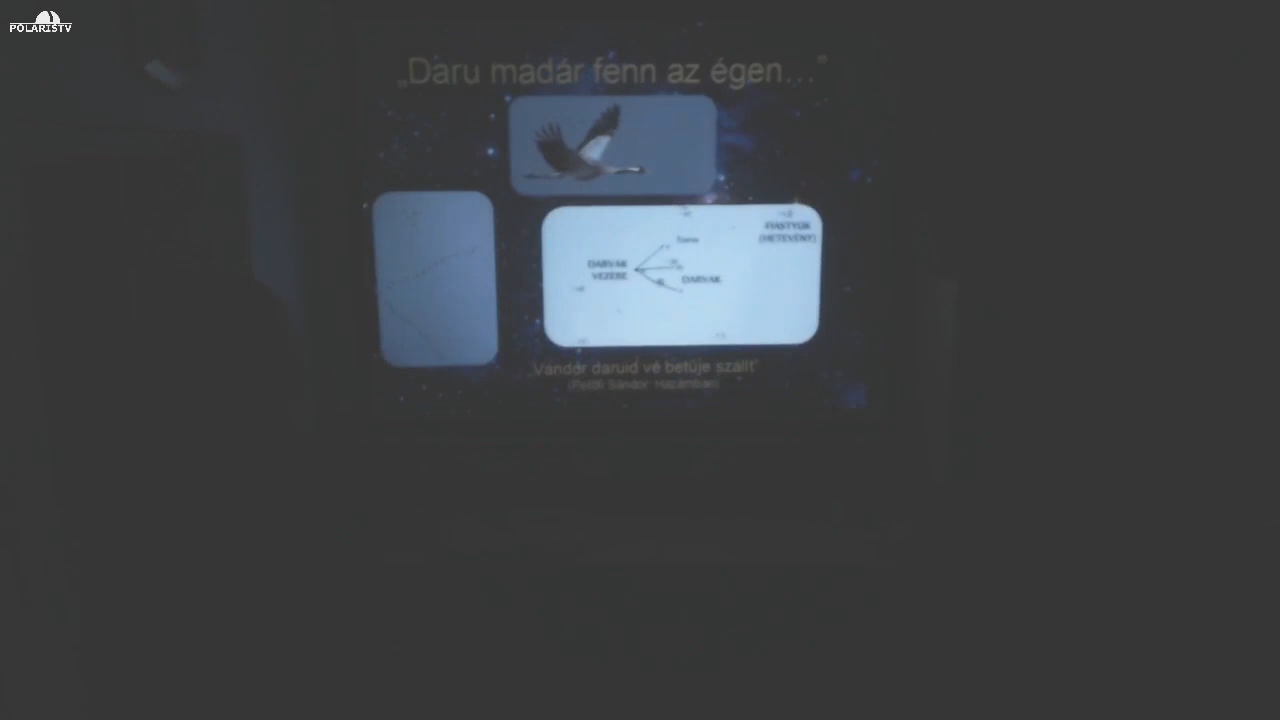 POLARISTV
„Daru madár fenn az égen...”
FIASTYÚK
(HETEVÉNY)
DARVAK
VEZÉRE
DARVAK
„Vándor daruid vé betűje szállt”
(Petőfi Sándor: Hazámban)